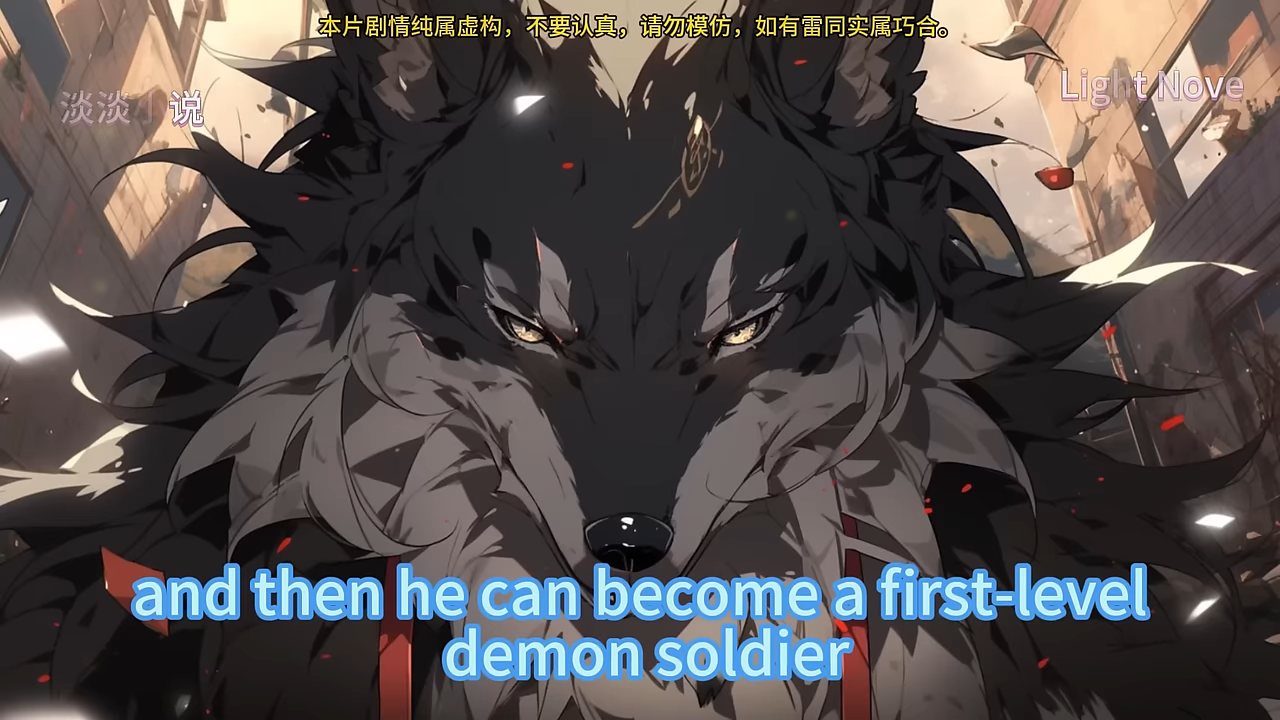 本片剧情纯属虚构，不要认真，请勿模仿，如有雷同实属巧合。
淡淡小说
Light Nove
and then he can become a first-level
demon soldier